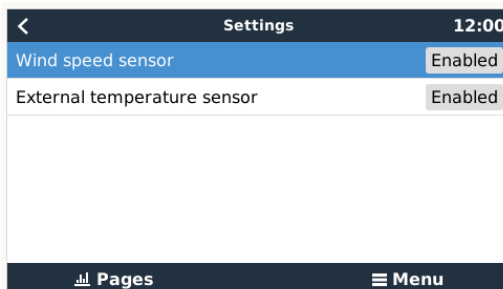 Settings 12:00
Wind speed sensor Enabled
External temperature sensor Enabled
Pages Menu